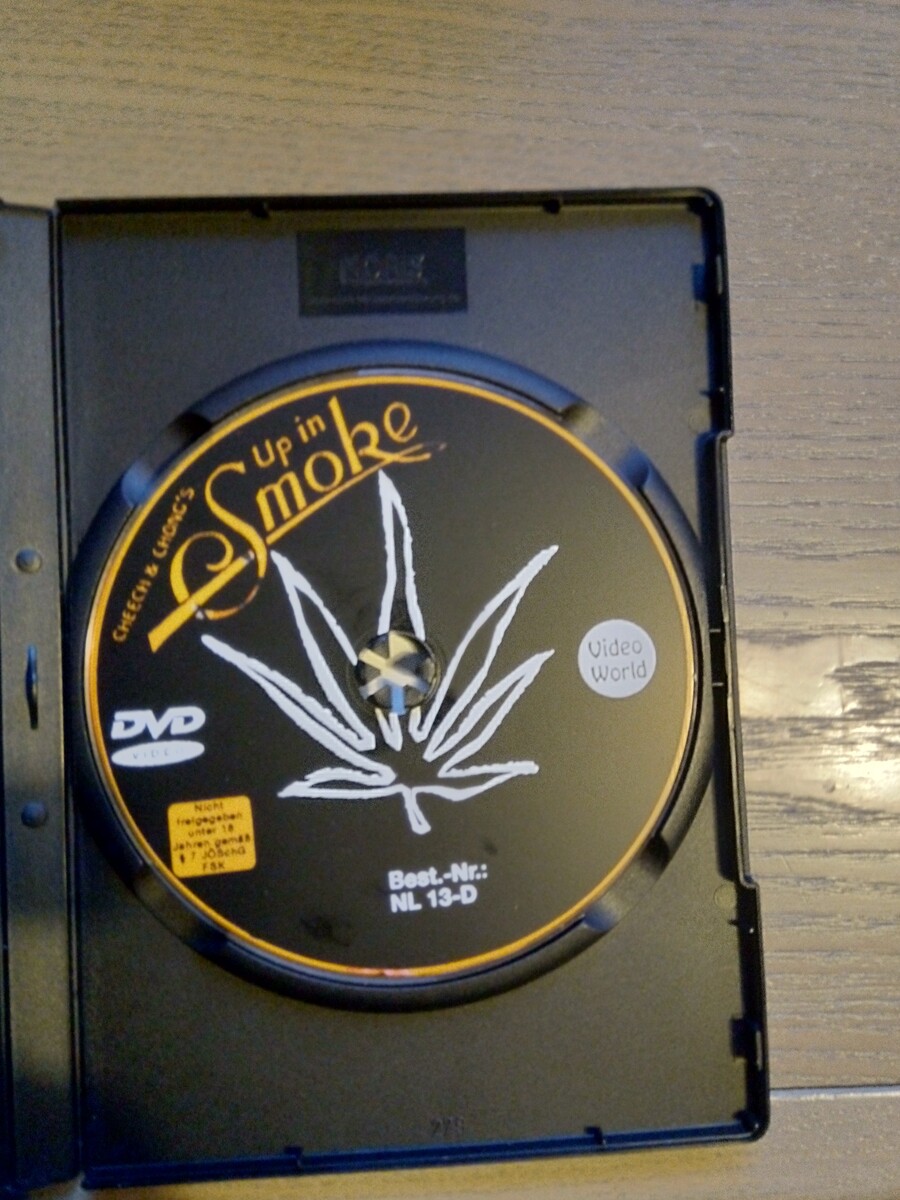 CHEECH & CHONG'S
Up in
Smoke
Video
World
DVD
VIDEO
Nicht
freigegeben
unter 18
Jahren gemäß
§ 7 JÖSchG
FSK
Best.-Nr.:
NL 13-D